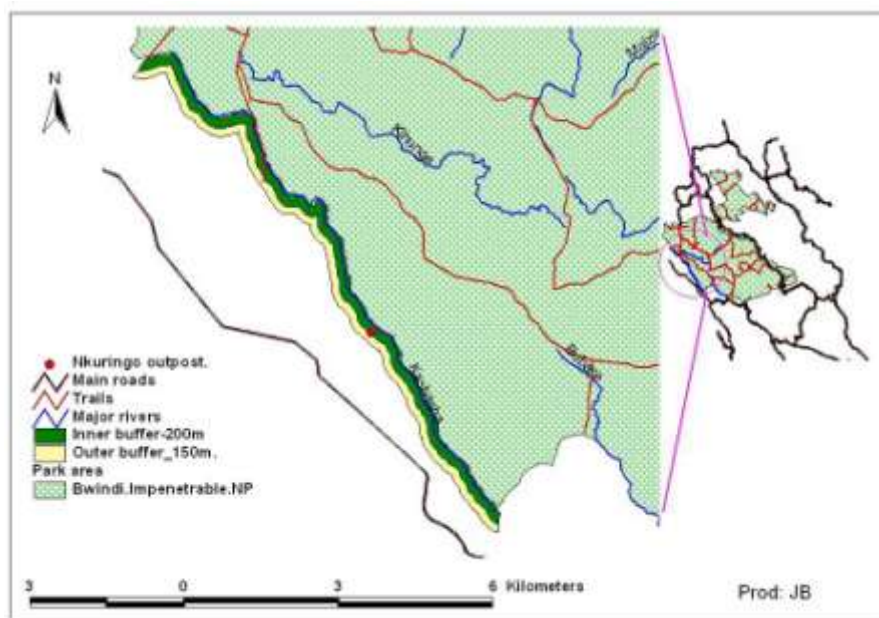 N
Nkuringo outpost.
Main roads
Trails
Major rivers
Inner buffer-200m
Outer buffer_150m.
Park area
Bwindi.Impenetrable.NP
3 0 3 6 Kilometers
Prod: JB